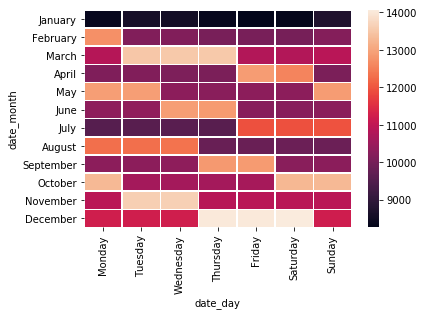 January
February
March
April
May
June
July
August
September
October
November
December
date_month
Monday
Tuesday
Wednesday
Thursday
Friday
Saturday
Sunday
date_day
14000
13000
12000
11000
10000
9000